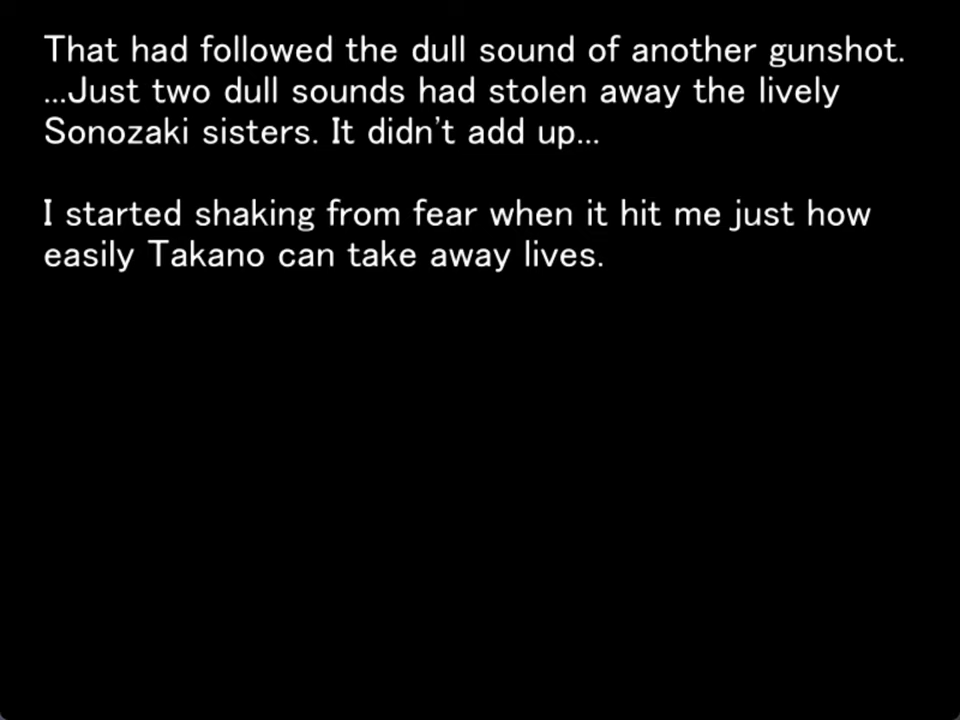 That had followed the dull sound of another gunshot.
...Just two dull sounds had stolen away the lively
Sonozaki sisters. It didn't add up...
I started shaking from fear when it hit me just how
easily Takano can take away lives.